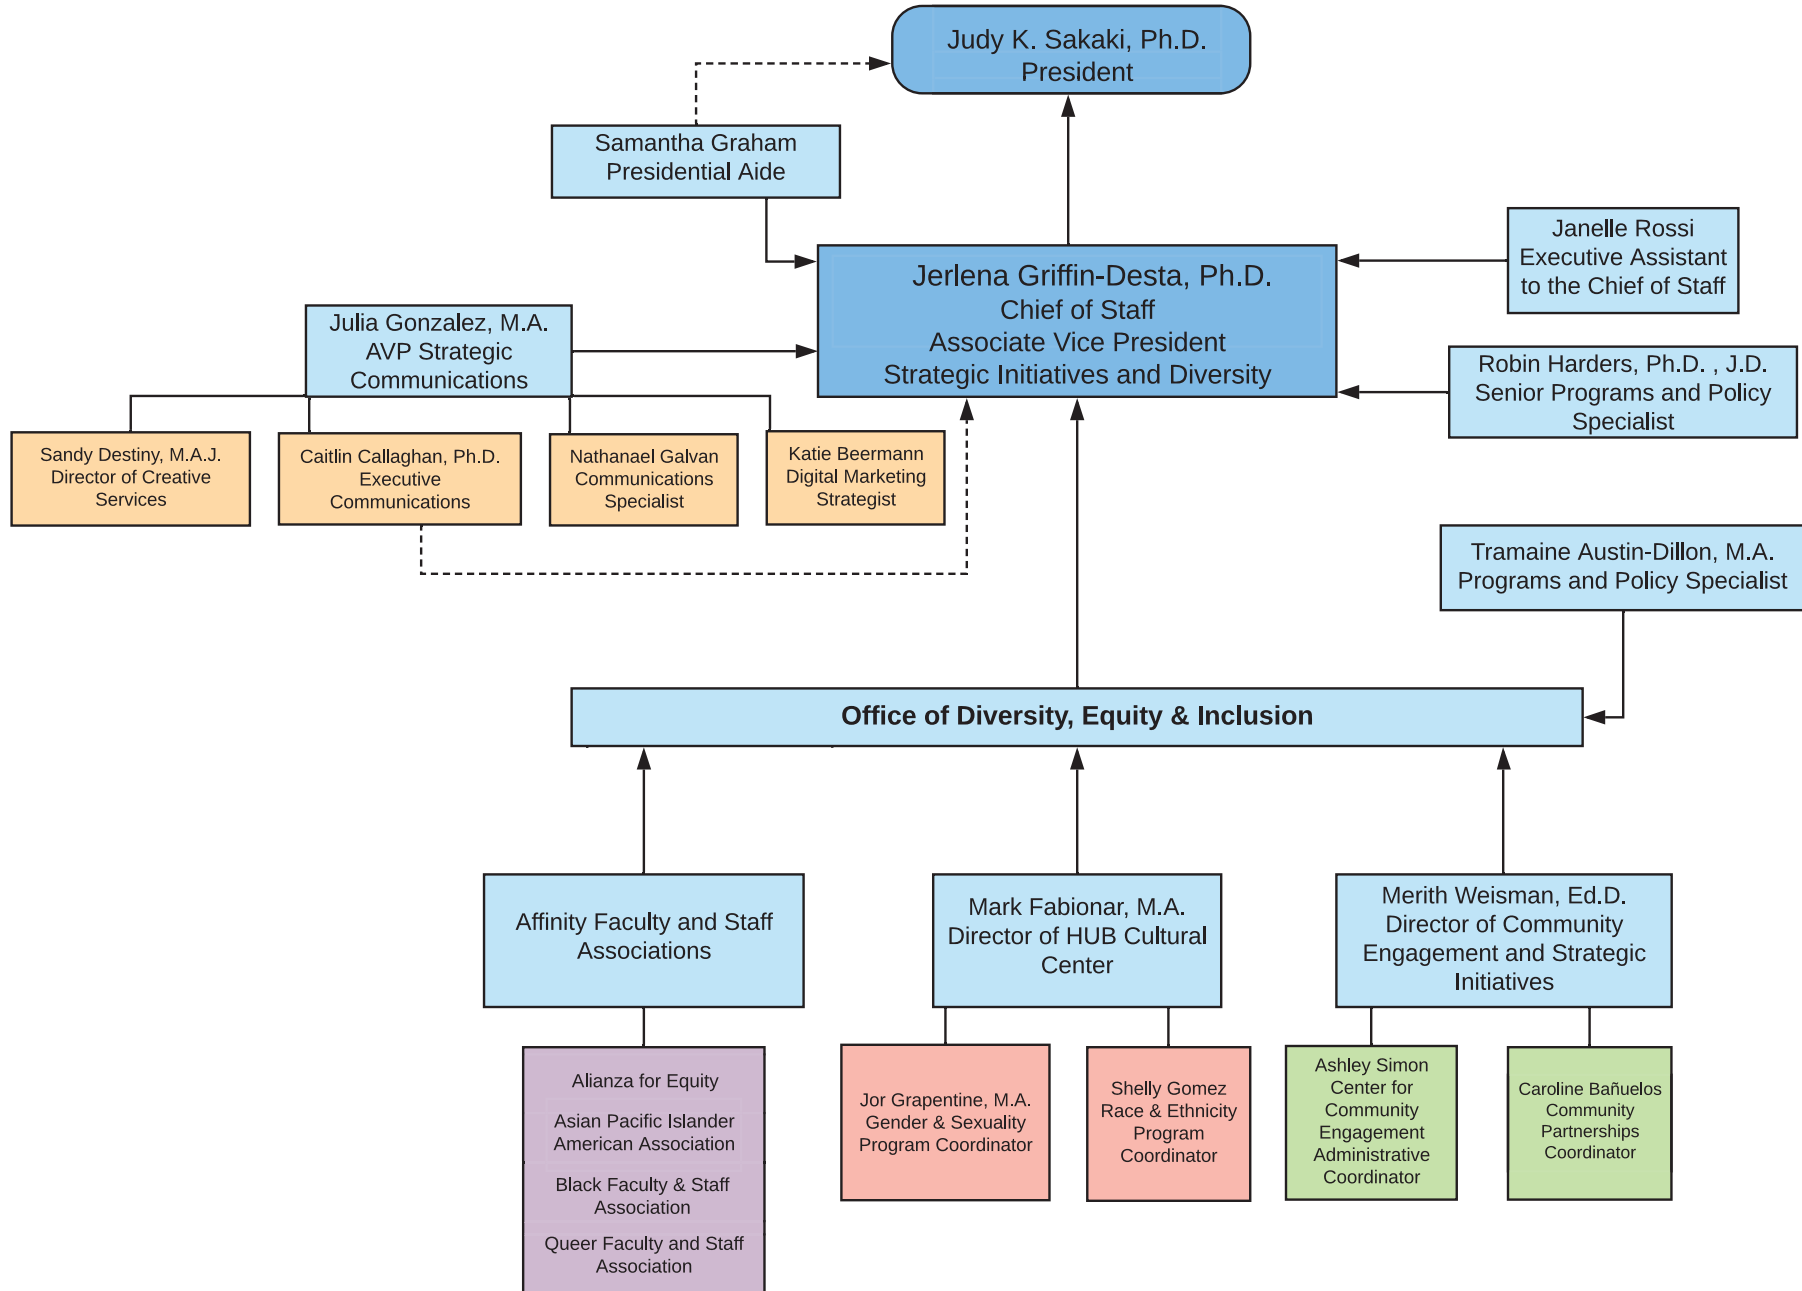 Judy K. Sakaki, Ph.D.
President
Samantha Graham
Presidential Aide
Janelle Rossi
Executive Assistant
to the Chief of Staff
Jerlena Griffin-Desta, Ph.D.
Chief of Staff
Associate Vice President
Strategic Initiatives and Diversity
Julia Gonzalez, M.A.
AVP Strategic
Communications
Robin Harders, Ph.D. , J.D.
Senior Programs and Policy
Specialist
Sandy Destiny, M.A.J.
Director of Creative
Services
Caitlin Callaghan, Ph.D.
Executive
Communications
Nathanael Galvan
Communications
Specialist
Katie Beermann
Digital Marketing
Strategist
Tramaine Austin-Dillon, M.A.
Programs and Policy Specialist
Office of Diversity, Equity & Inclusion
Affinity Faculty and Staff
Associations
Mark Fabionar, M.A.
Director of HUB Cultural
Center
Merith Weisman, Ed.D.
Director of Community
Engagement and Strategic
Initiatives
Alianza for Equity
Asian Pacific Islander
American Association
Black Faculty & Staff
Association
Queer Faculty and Staff
Association
Jor Grapentine, M.A.
Gender & Sexuality
Program Coordinator
Shelly Gomez
Race & Ethnicity
Program
Coordinator
Ashley Simon
Center for
Community
Engagement
Administrative
Coordinator
Caroline Bañuelos
Community
Partnerships
Coordinator